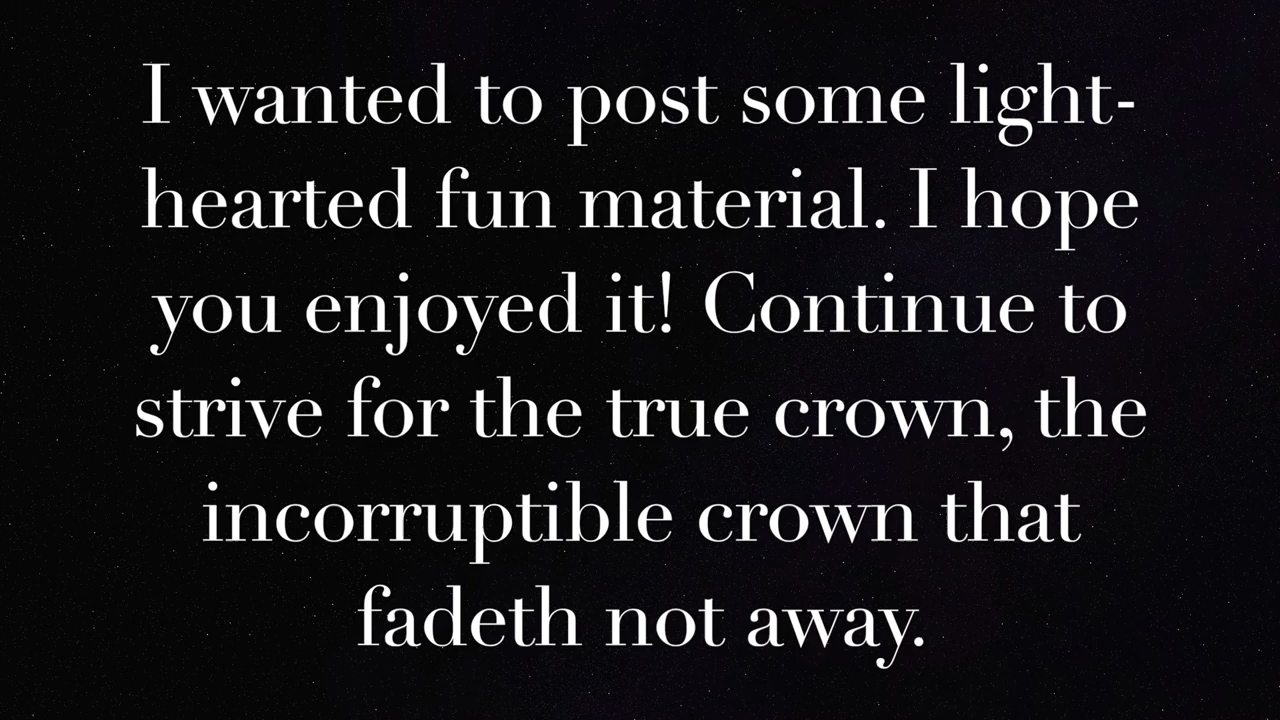 I wanted to post some light-
hearted fun material. I hope
you enjoyed it! Continue to
strive for the true crown, the
incorruptible crown that
fadeth not away.